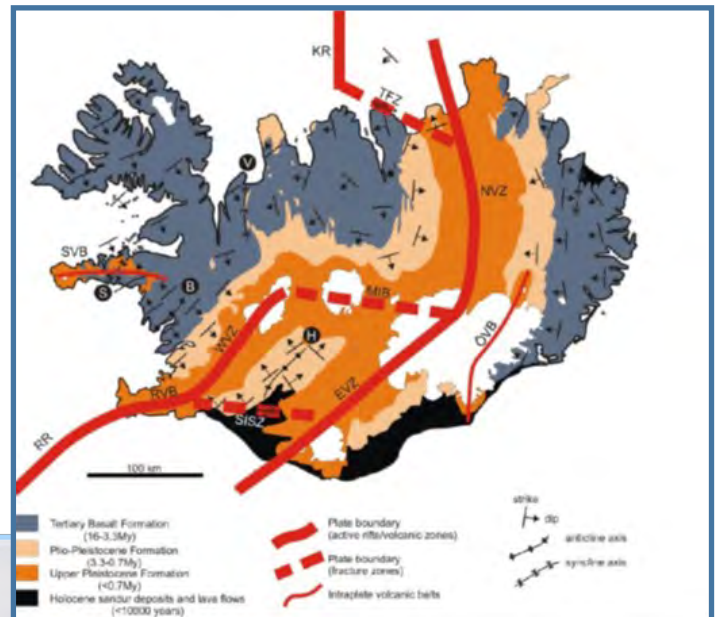 KR
TFZ
V
NVZ
SVB
S
B
MIB
WVZ
H
ÖVB
RVB
EVZ
SISZ
RR
100 km
Tertiary Basalt Formation
(16-3.3My)
Plio-Pleistocene Formation
(3.3-0.7My)
Upper Pleistocene Formation
(<0.7My)
Holocene sandur deposits and lava flows
(<10000 years)
Plate boundary
(active rifts/volcanic zones)
Plate boundary
(fracture zones)
Intraplate volcanic belts
strike
dip
anticline axis
syncline axis